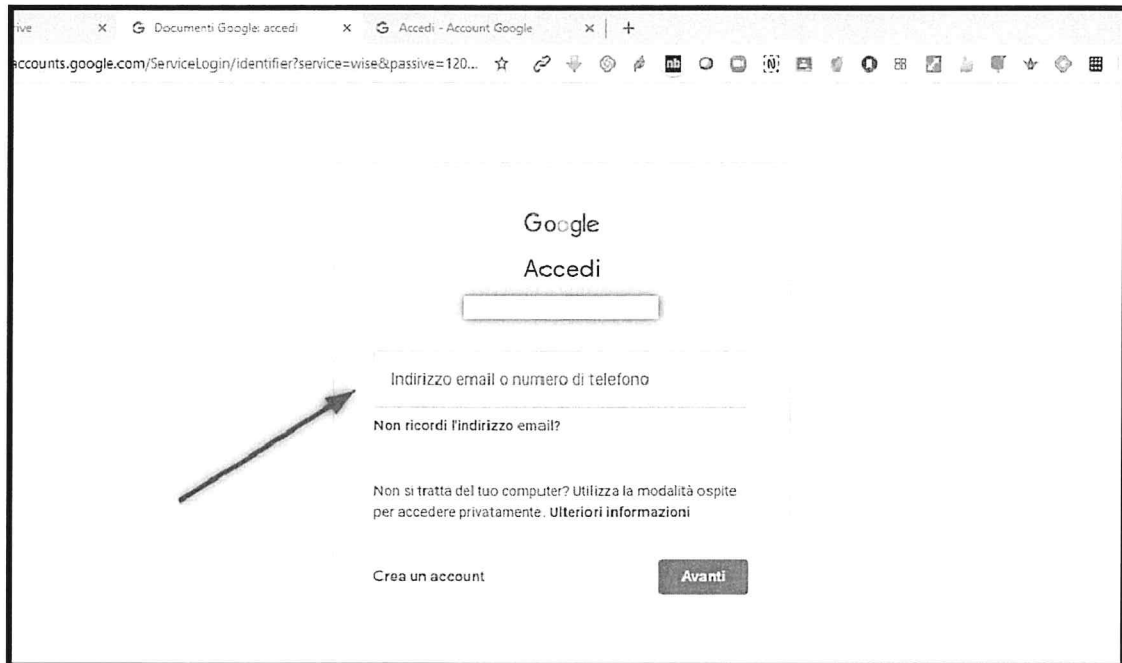 rive
Documenti Google: accedi
Accedi - Account Google
accounts.google.com/ServiceLogin/identifier?service=wise&passive=120...
nb
Google
Accedi
Indirizzo email o numero di telefono
Non ricordi l'indirizzo email?
Non si tratta del tuo computer? Utilizza la modalità ospite
per accedere privatamente. Ulteriori informazioni
Crea un account
Avanti